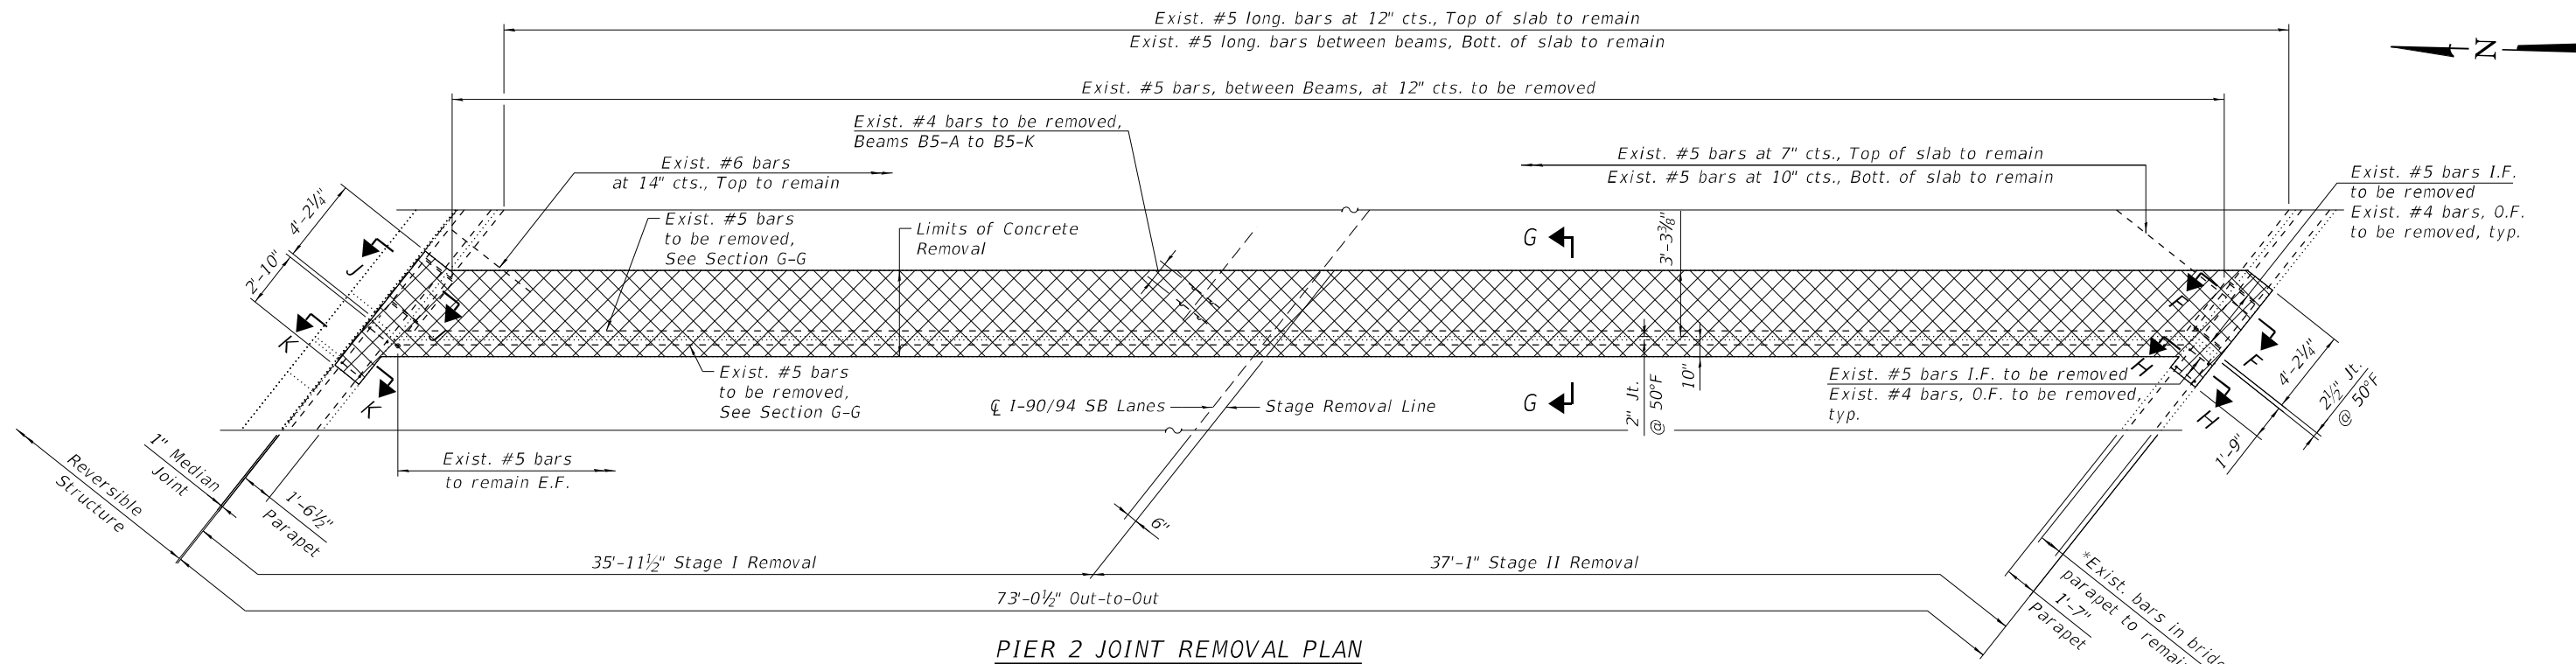 Exist. #5 long. bars at 12" cts., Top of slab to remain
Exist. #5 long. bars between beams, Bott. of slab to remain
N
Exist. #5 bars, between Beams, at 12" cts. to be removed
Exist. #4 bars to be removed,
Beams B5-A to B5-K
Exist. #6 bars
at 14" cts., Top to remain
Exist. #5 bars at 7" cts., Top of slab to remain
Exist. #5 bars at 10" cts., Bott. of slab to remain
Exist. #5 bars I.F.
to be removed
Exist. #4 bars, O.F.
to be removed, typ.
4'-2¼"
2'-10"
J
J
K
K
Exist. #5 bars
to be removed,
See Section G-G
Limits of Concrete
Removal
G
3'-3⅜"
F
F
H
H
Exist. #5 bars
to be removed,
See Section G-G
℄ I-90/94 SB Lanes
Stage Removal Line
G
2" Jt.
@ 50°F
10"
Exist. #5 bars I.F. to be removed
Exist. #4 bars, O.F. to be removed,
typ.
4'-2¼"
2½" Jt.
@ 50°F
1'-9"
Reversible
Structure
1" Median
Joint
1'-6½"
Parapet
Exist. #5 bars
to remain E.F.
6"
35'-11½" Stage I Removal
37'-1" Stage II Removal
73'-0½" Out-to-Out
*Exist. bars in bridge
parapet to remain
1'-7"
Parapet
PIER 2 JOINT REMOVAL PLAN